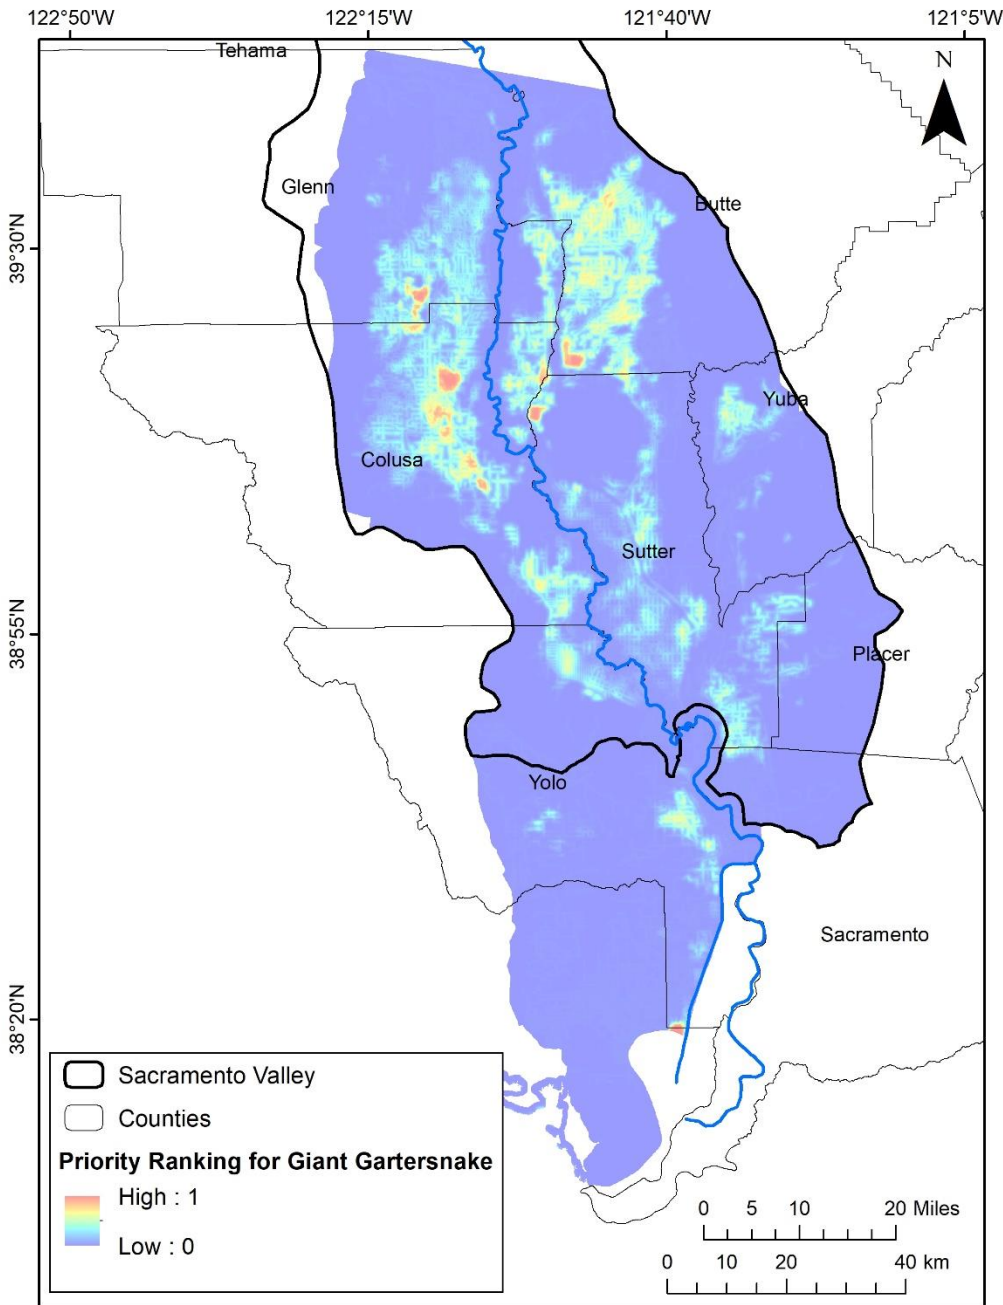 122°50'W 122°15'W 121°40'W 121°5'W
Tehama
N
Glenn
Butte
39°30'N
Yuba
Colusa
Sutter
38°55'N
Placer
Yolo
Sacramento
38°20'N
Sacramento Valley
Counties
Priority Ranking for Giant Gartersnake
High : 1
Low : 0
0 5 10 20 Miles
0 10 20 40 km